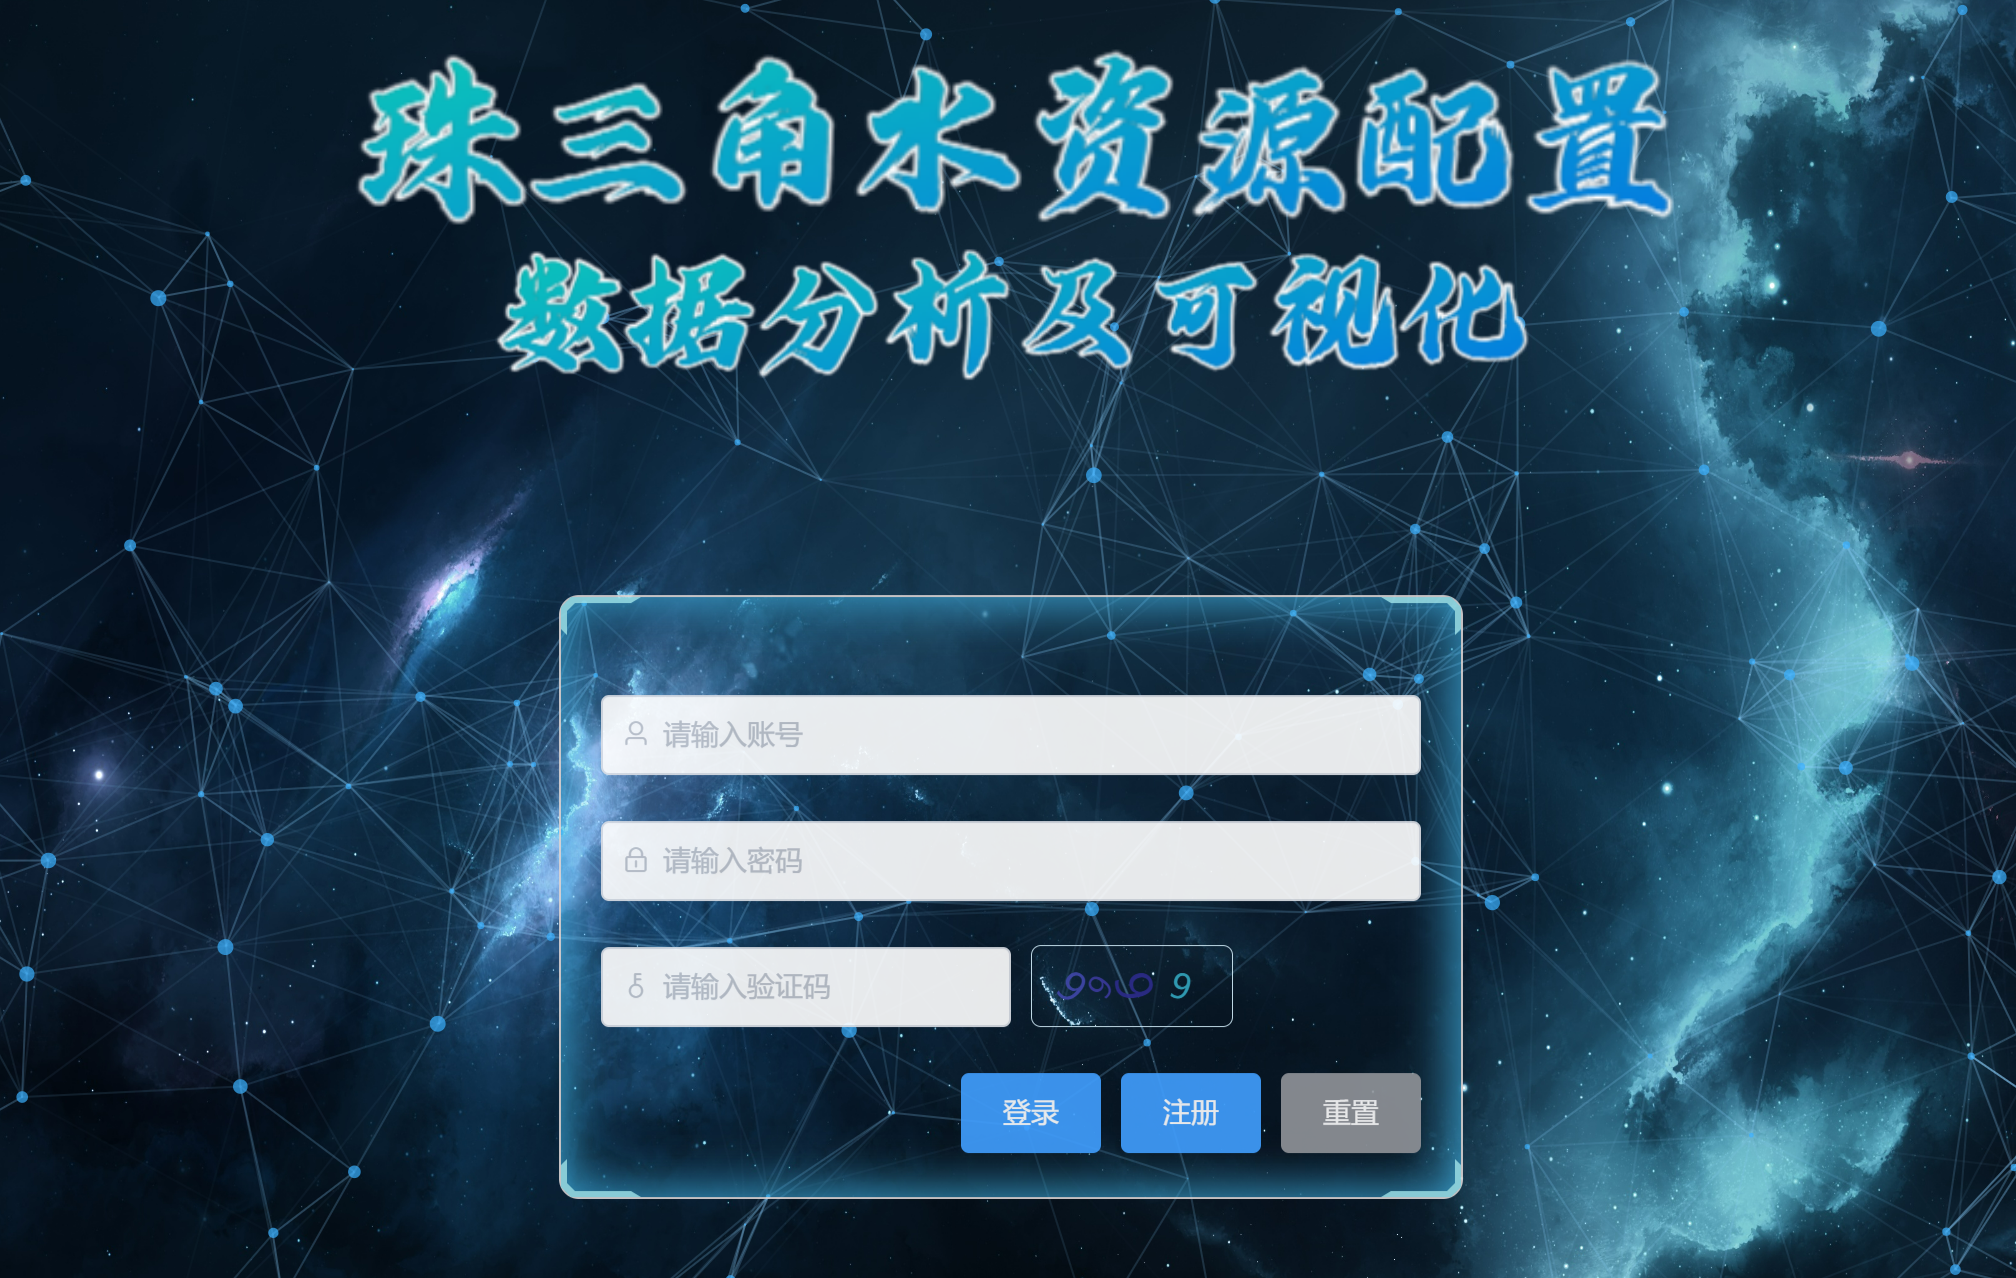 珠三角水资源配置
数据分析及可视化
请输入账号
请输入密码
请输入验证码
登录 注册 重置